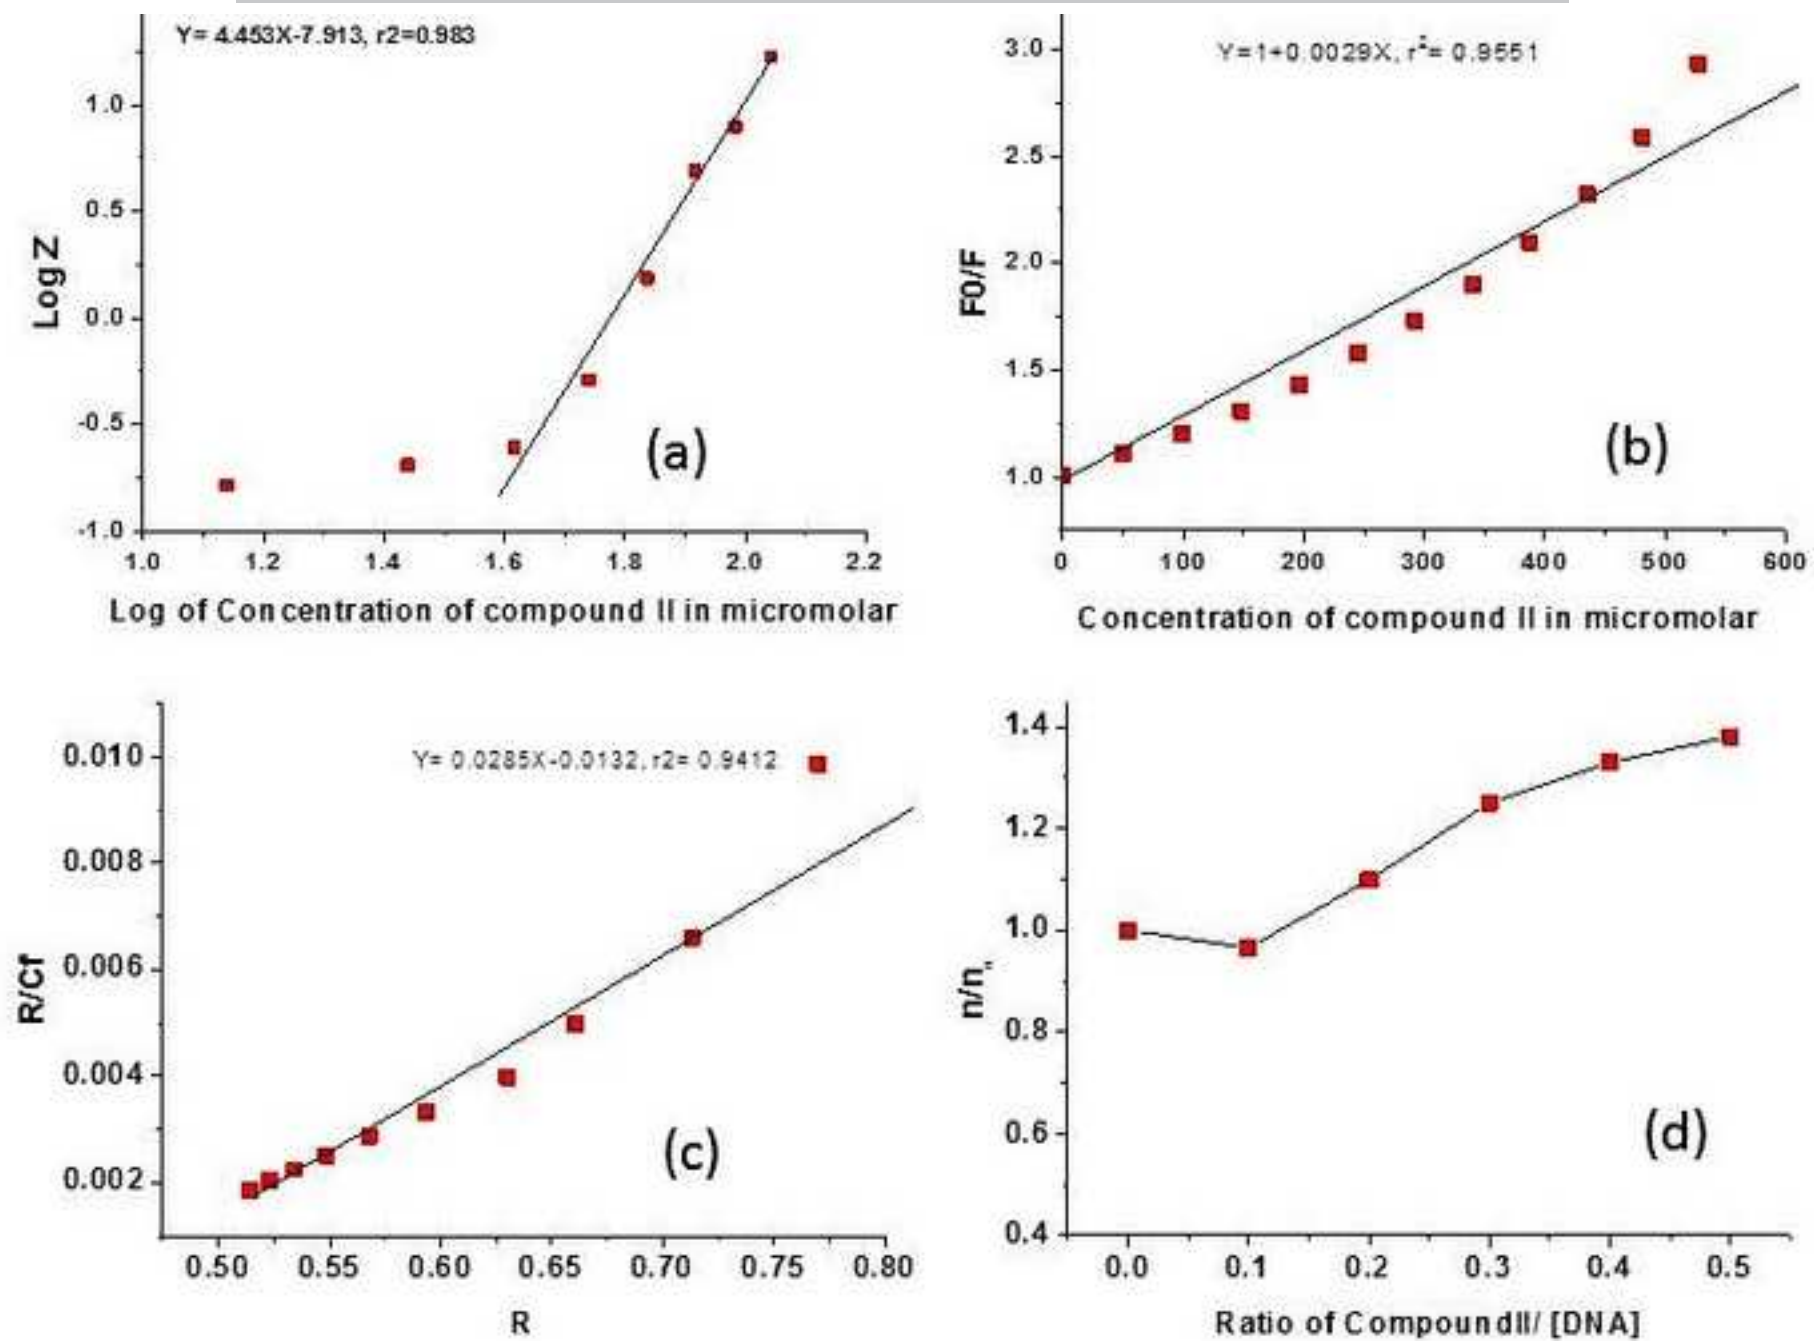 Y= 4.453X-7.913, r2=0.983
1.0
0.5
0.0
-0.5
-1.0
Log Z
1.0 1.2 1.4 1.6 1.8 2.0 2.2
Log of Concentration of compound II in micromolar
(a)
Y=1+0.0029X, r²= 0.9551
3.0
2.5
2.0
1.5
1.0
F0/F
0 100 200 300 400 500 600
Concentration of compound II in micromolar
(b)
Y= 0.0285X-0.0132, r2= 0.9412
0.010
0.008
0.006
0.004
0.002
R/Cf
0.50 0.55 0.60 0.65 0.70 0.75 0.80
R
(c)
1.4
1.2
1.0
0.8
0.6
0.4
n/n
0.0 0.1 0.2 0.3 0.4 0.5
Ratio of CompoundII/ [DNA]
(d)